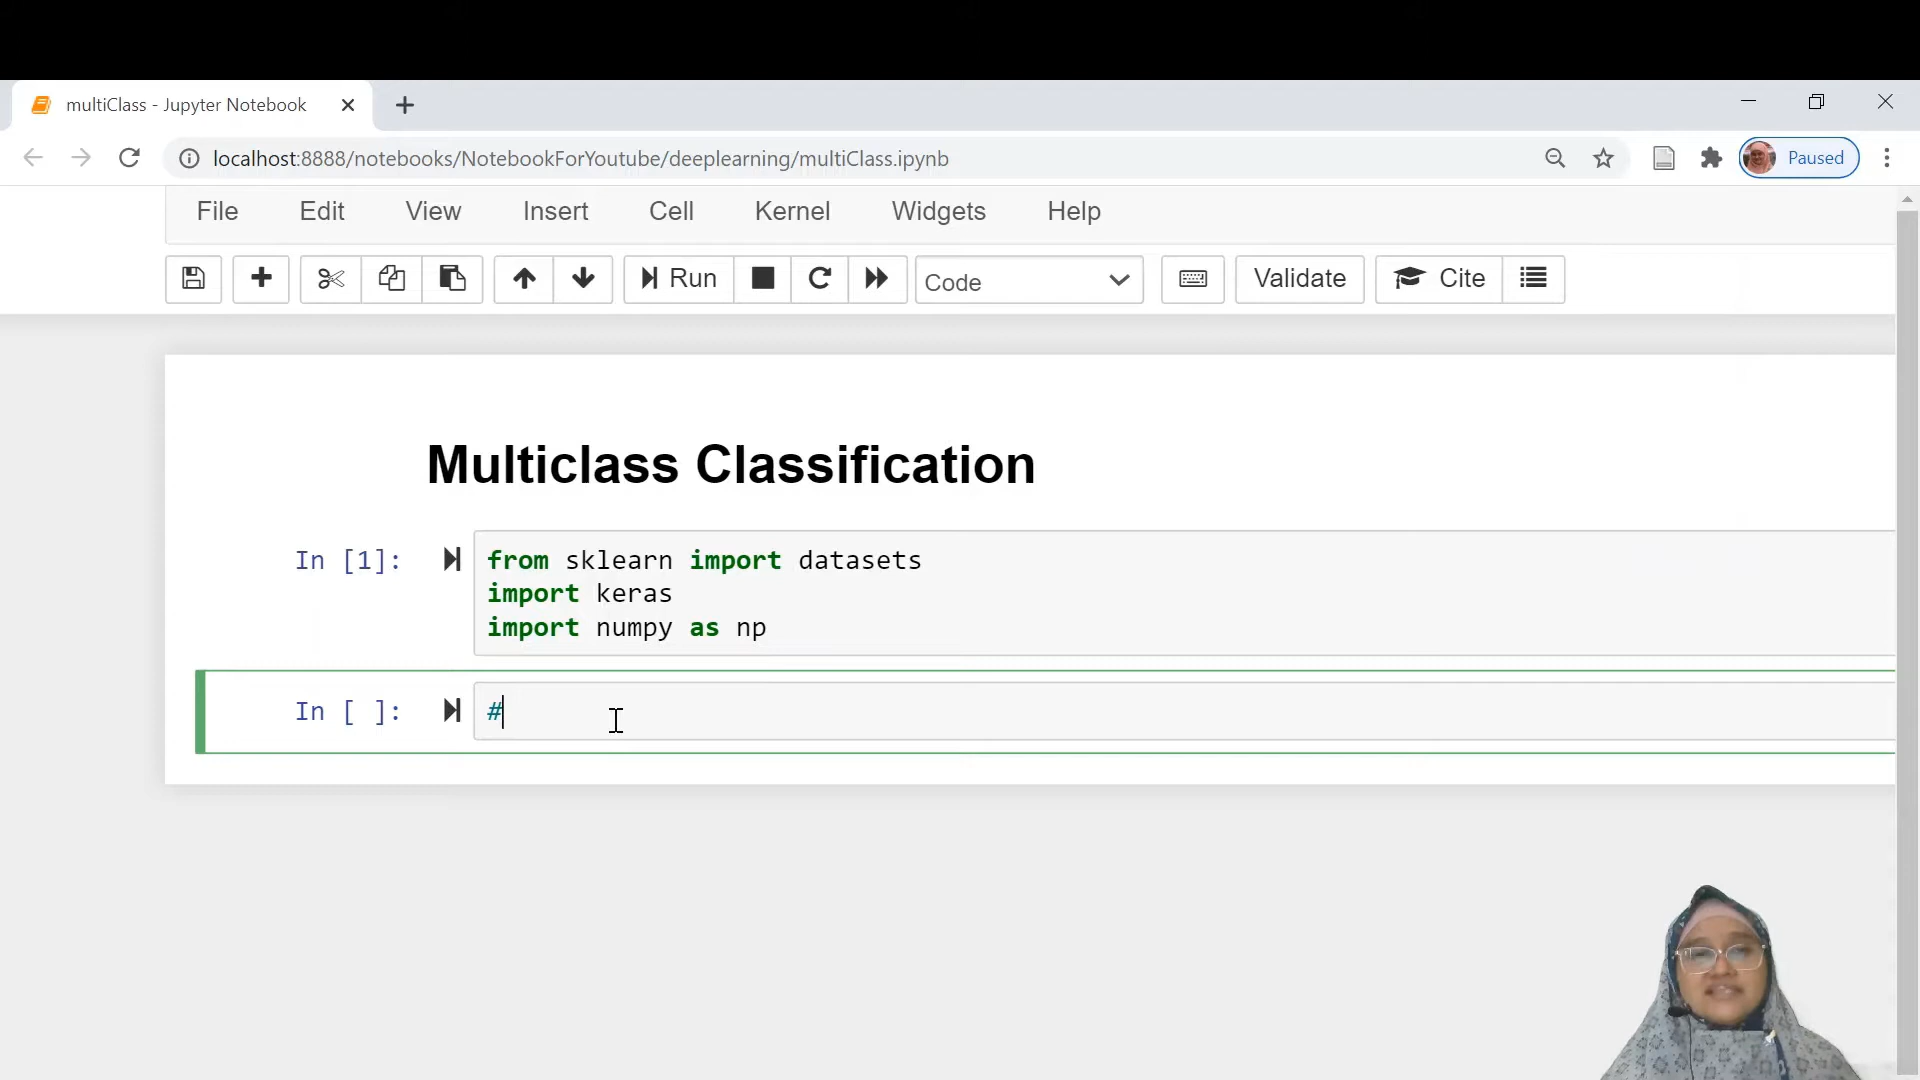 multiClass - Jupyter Notebook
localhost:8888/notebooks/NotebookForYoutube/deeplearning/multiClass.ipynb
Paused
File Edit View Insert Cell Kernel Widgets Help
Run Code Validate Cite
Multiclass Classification
In [1]: from sklearn import datasets
import keras
import numpy as np
In [ ]: #